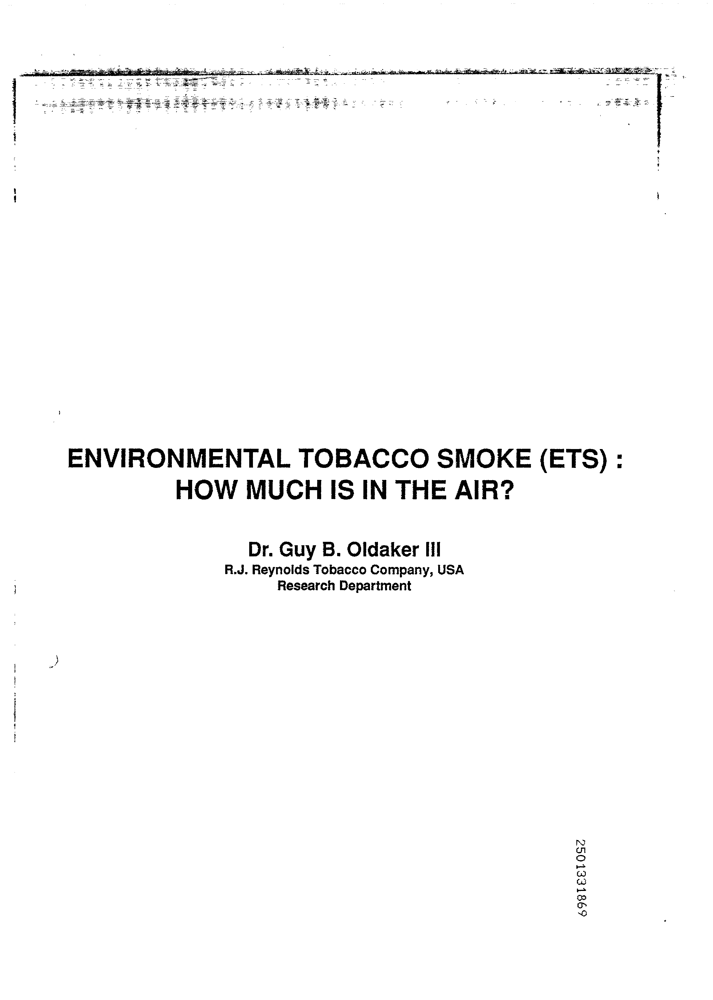 ENVIRONMENTAL TOBACCO SMOKE (ETS) :
HOW MUCH IS IN THE AIR?
Dr. Guy B. Oldaker III
R.J. Reynolds Tobacco Company, USA
Research Department
2501331869